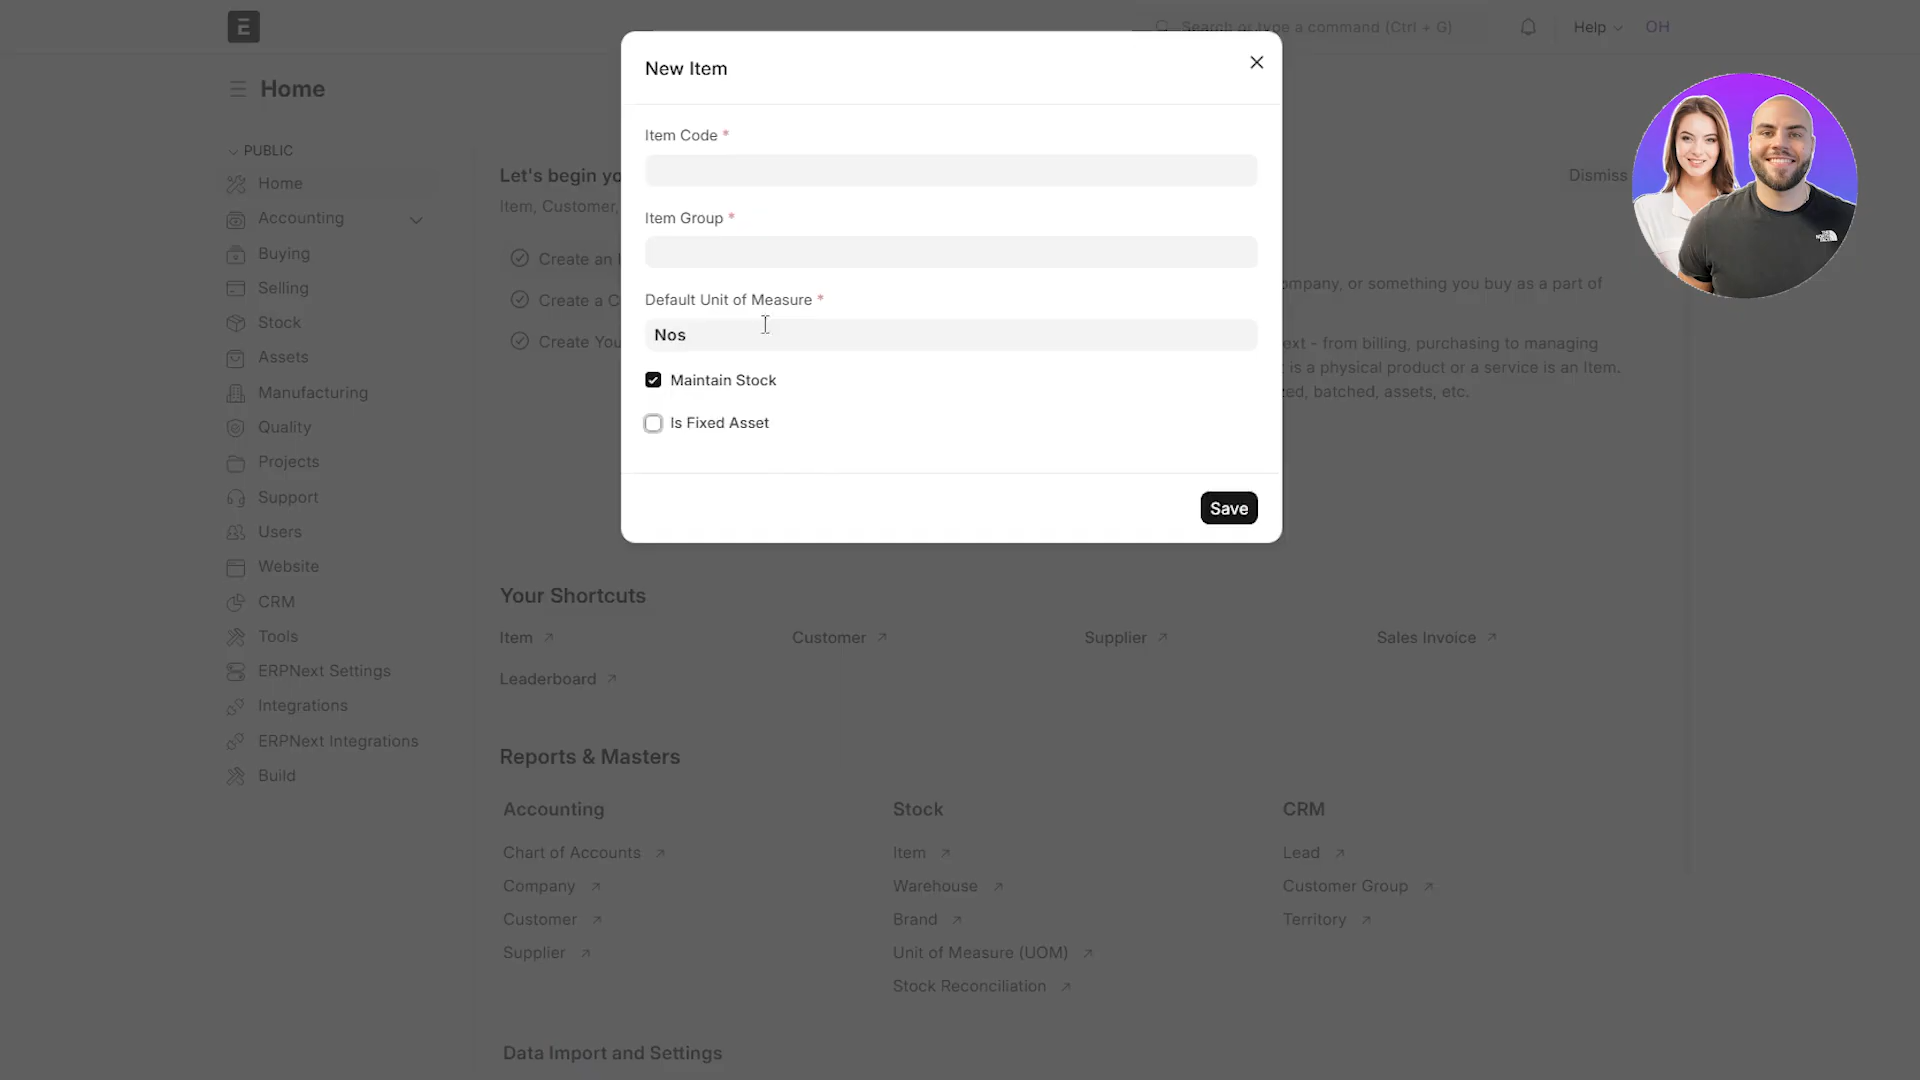 E
Search or type a command (Ctrl + G)
Help
OH
Home
PUBLIC
Home
Accounting
Buying
Selling
Stock
Assets
Manufacturing
Quality
Projects
Support
Users
Website
CRM
Tools
ERPNext Settings
Integrations
ERPNext Integrations
Build
Let's begin yo
Item, Customer,
Dismiss
Create an
Create a C
Create You
ompany, or something you buy as a part of
ext - from billing, purchasing to managing
is a physical product or a service is an Item.
ed, batched, assets, etc.
New Item
Item Code *
Item Group *
Default Unit of Measure *
Nos
Maintain Stock
Is Fixed Asset
Save
Your Shortcuts
Item
Customer
Supplier
Sales Invoice
Leaderboard
Reports & Masters
Accounting
Chart of Accounts
Company
Customer
Supplier
Stock
Item
Warehouse
Brand
Unit of Measure (UOM)
Stock Reconciliation
CRM
Lead
Customer Group
Territory
Data Import and Settings